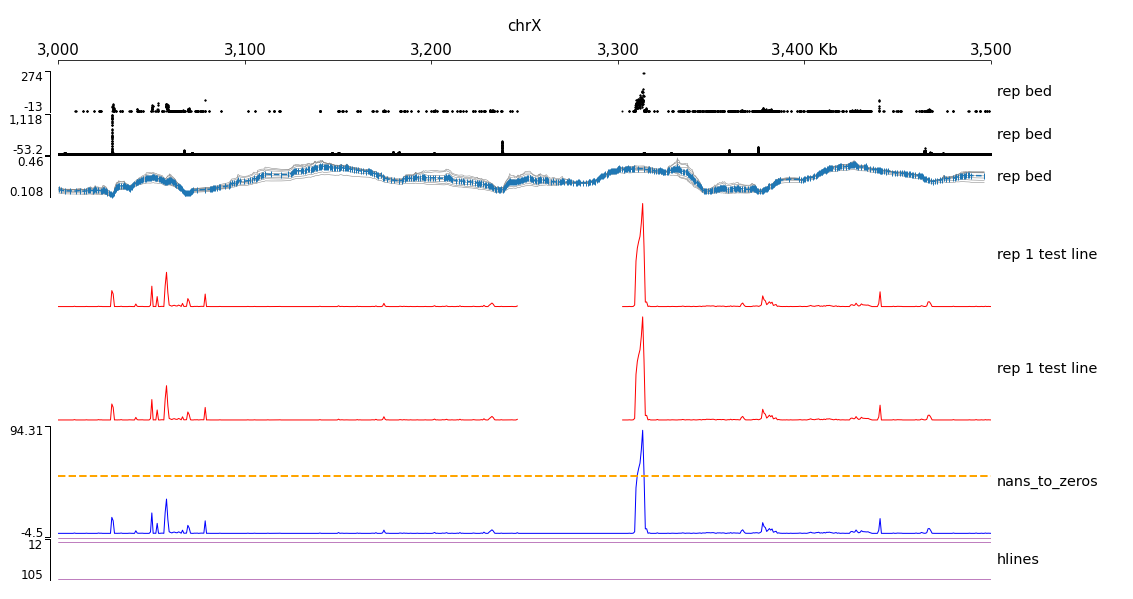 chrX
3,000 3,100 3,200 3,300 3,400 Kb 3,500
274
rep bed
-13
1,118
rep bed
-53.2
0.46
rep bed
0.108
rep 1 test line
rep 1 test line
94.31
nans_to_zeros
-4.5
12
hlines
105